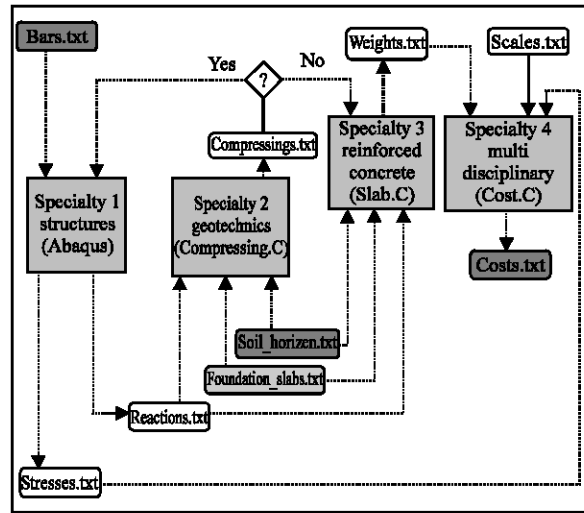 Bars.txt
Yes
?
No
Weights.txt
Scales.txt
Compressings.txt
Specialty 1
structures
(Abaqus)
Specialty 2
geotechnics
(Compressing.C)
Specialty 3
reinforced
concrete
(Slab.C)
Specialty 4
multi
disciplinary
(Cost.C)
Costs.txt
Soil_horizen.txt
Foundation_slabs.txt
Reactions.txt
Stresses.txt